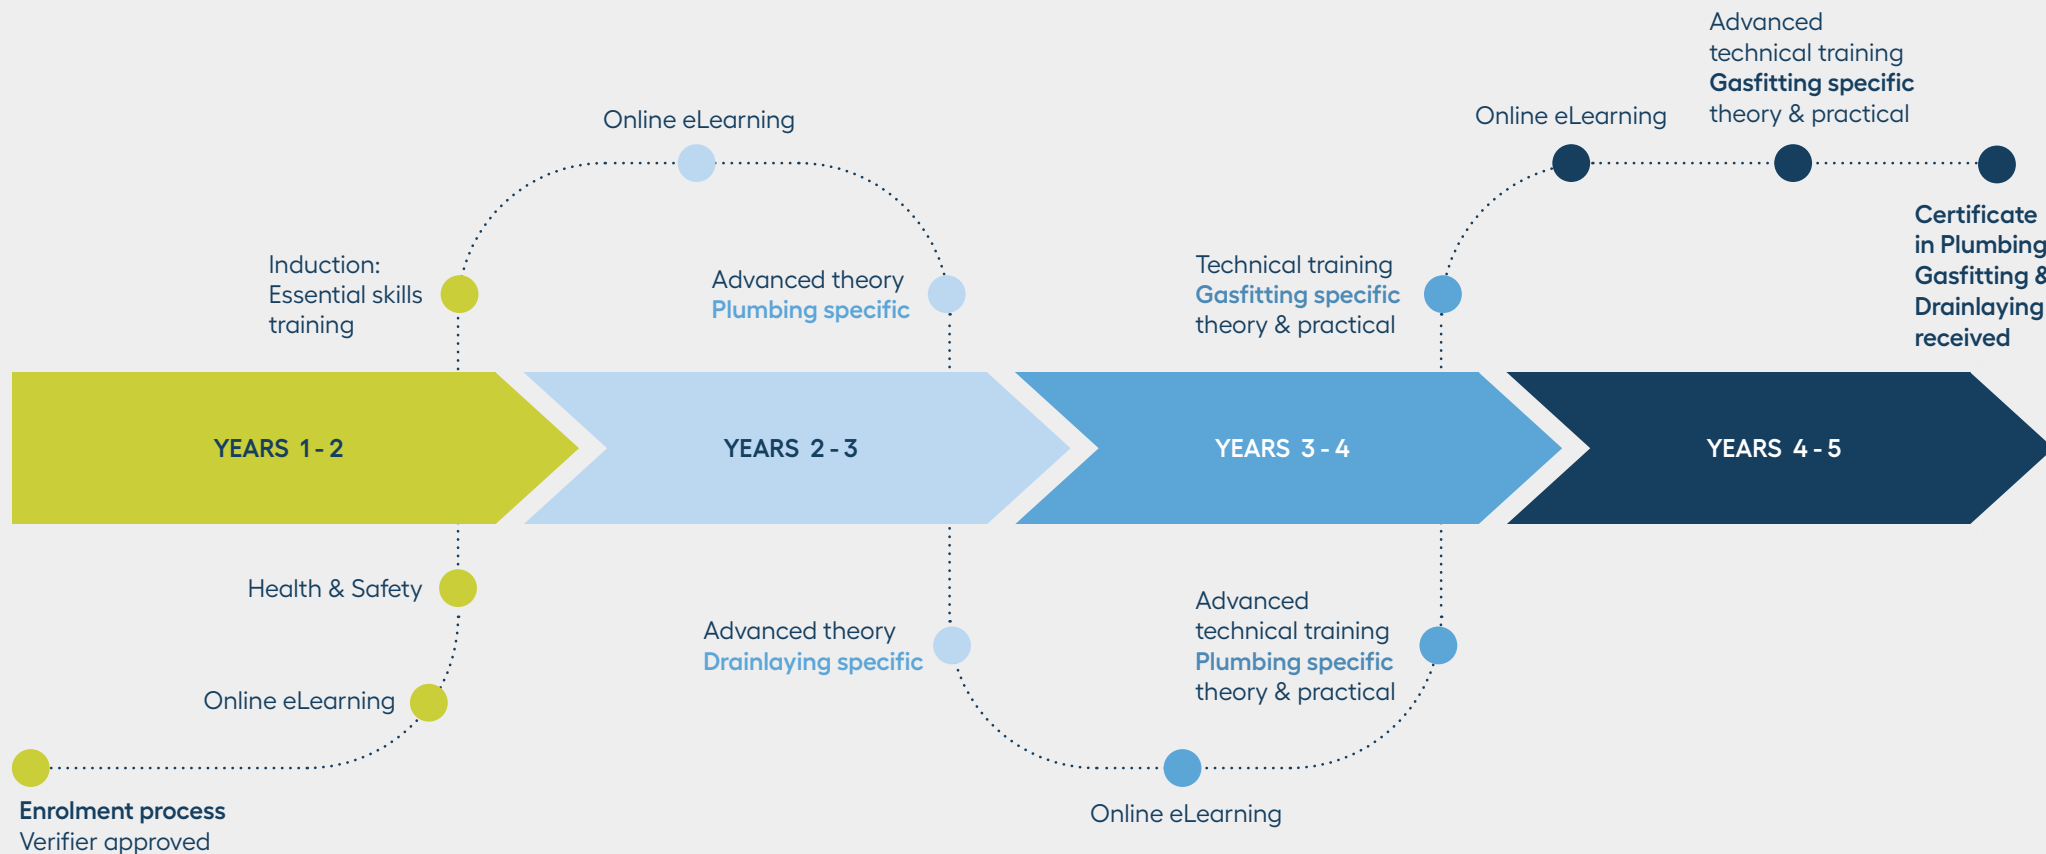 Advanced
technical training
Gasfitting specific
theory & practical
Online eLearning
Online eLearning
Certificate
in Plumbing
Gasfitting &
Drainlaying
received
Induction:
Essential skills
training
Advanced theory
Plumbing specific
Technical training
Gasfitting specific
theory & practical
YEARS 1 - 2
YEARS 2 - 3
YEARS 3 - 4
YEARS 4 - 5
Health & Safety
Advanced theory
Drainlaying specific
Advanced
technical training
Plumbing specific
theory & practical
Online eLearning
Enrolment process
Verifier approved
Online eLearning